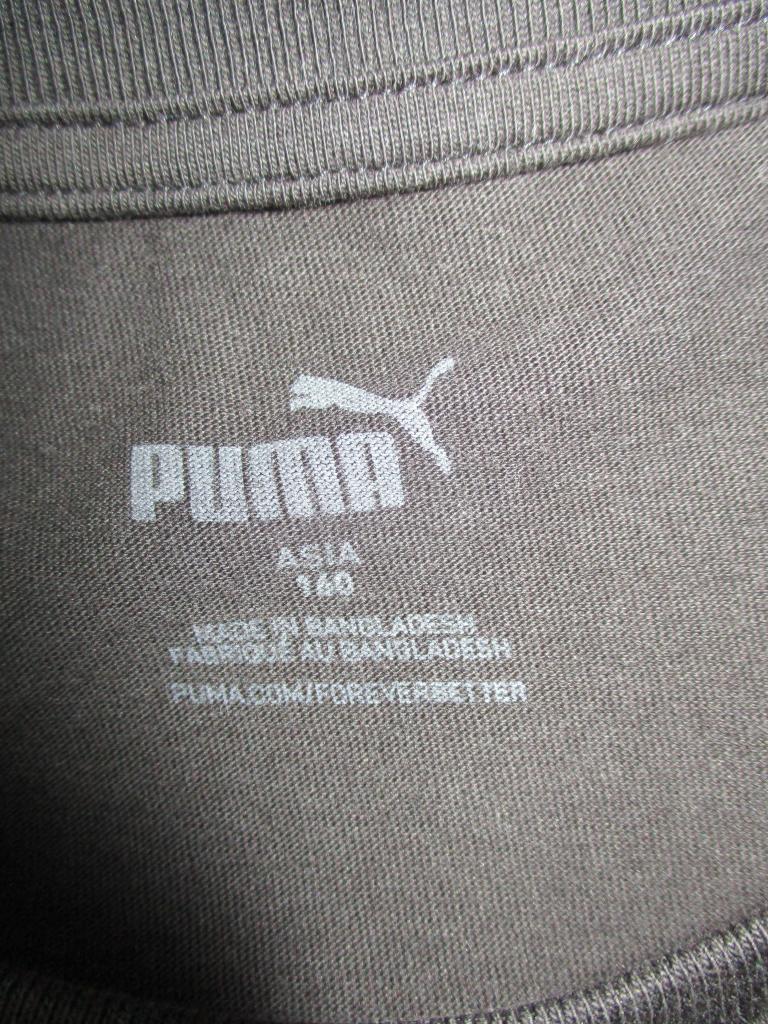 PUMA
ASIA
160
MADE IN BANGLADESH
FABRIQUÉ AU BANGLADESH
PUMA.COM/FOREVERBETTER